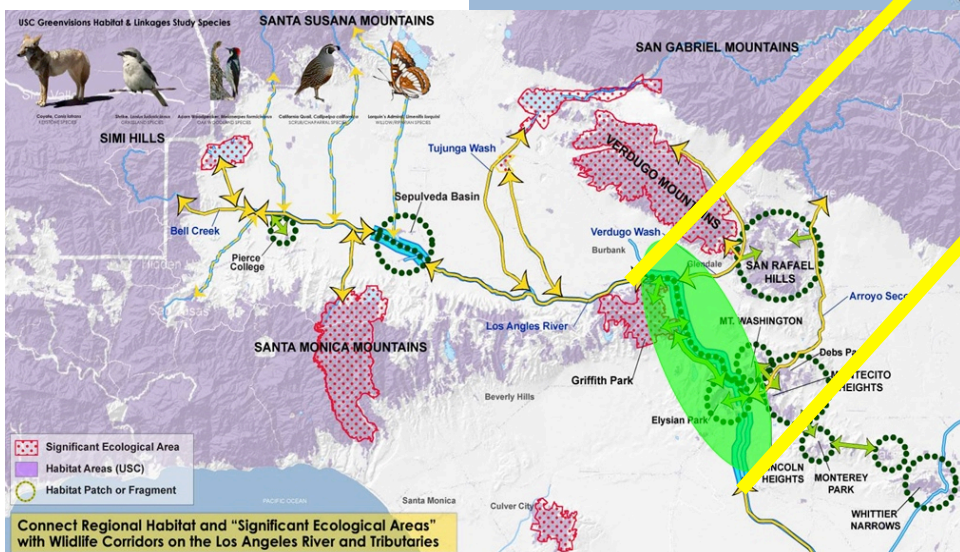 USC Greenvisions Habitat & Linkages Study Species
SANTA SUSANA MOUNTAINS
SAN GABRIEL MOUNTAINS
SIMI HILLS
Tujunga Wash
VERDUGO MOUNTAINS
Sepulveda Basin
Bell Creek
Verdugo Wash
Burbank
Glendale
Pierce
College
SAN RAFAEL
HILLS
Arroyo Seco
Los Angles River
MT. WASHINGTON
SANTA MONICA MOUNTAINS
Debs Pa
MONTECITO
HEIGHTS
Griffith Park
Beverly Hills
Elysian Park
Significant Ecological Area
Habitat Areas (USC)
Habitat Patch or Fragment
LINCOLN
HEIGHTS
MONTEREY
PARK
WHITTIER
NARROWS
PACIFIC OCEAN
Santa Monica
Culver City
Connect Regional Habitat and “Significant Ecological Areas”
with Wildlife Corridors on the Los Angeles River and Tributaries